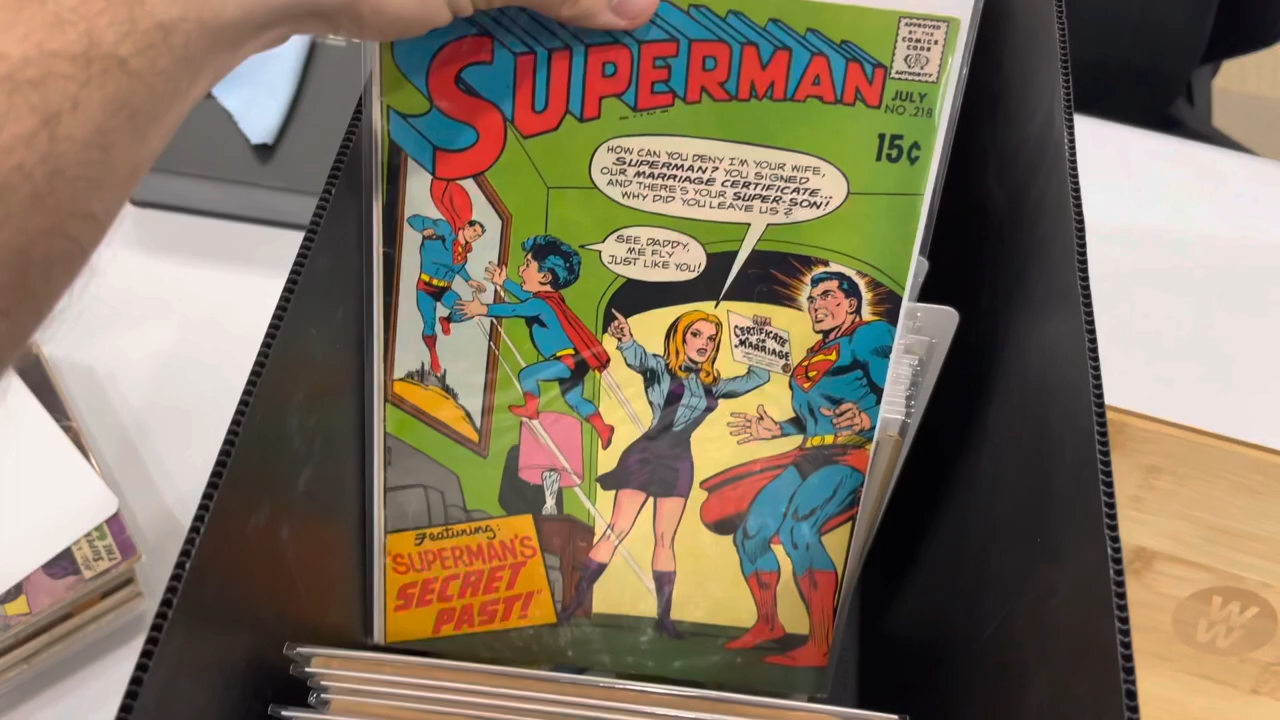 SUPERMAN
APPROVED
BY THE
COMICS
CODE
AUTHORITY
JULY
NO. 218
15¢
HOW CAN YOU DENY I'M YOUR WIFE,
SUPERMAN? YOU SIGNED
OUR MARRIAGE CERTIFICATE...
AND THERE'S YOUR SUPER-SON!
WHY DID YOU LEAVE US?
SEE, DADDY,
ME FLY
JUST LIKE YOU!
CERTIFICATE
OF
MARRIAGE
Featuring:
"SUPERMAN'S
SECRET
PAST!"
W
W